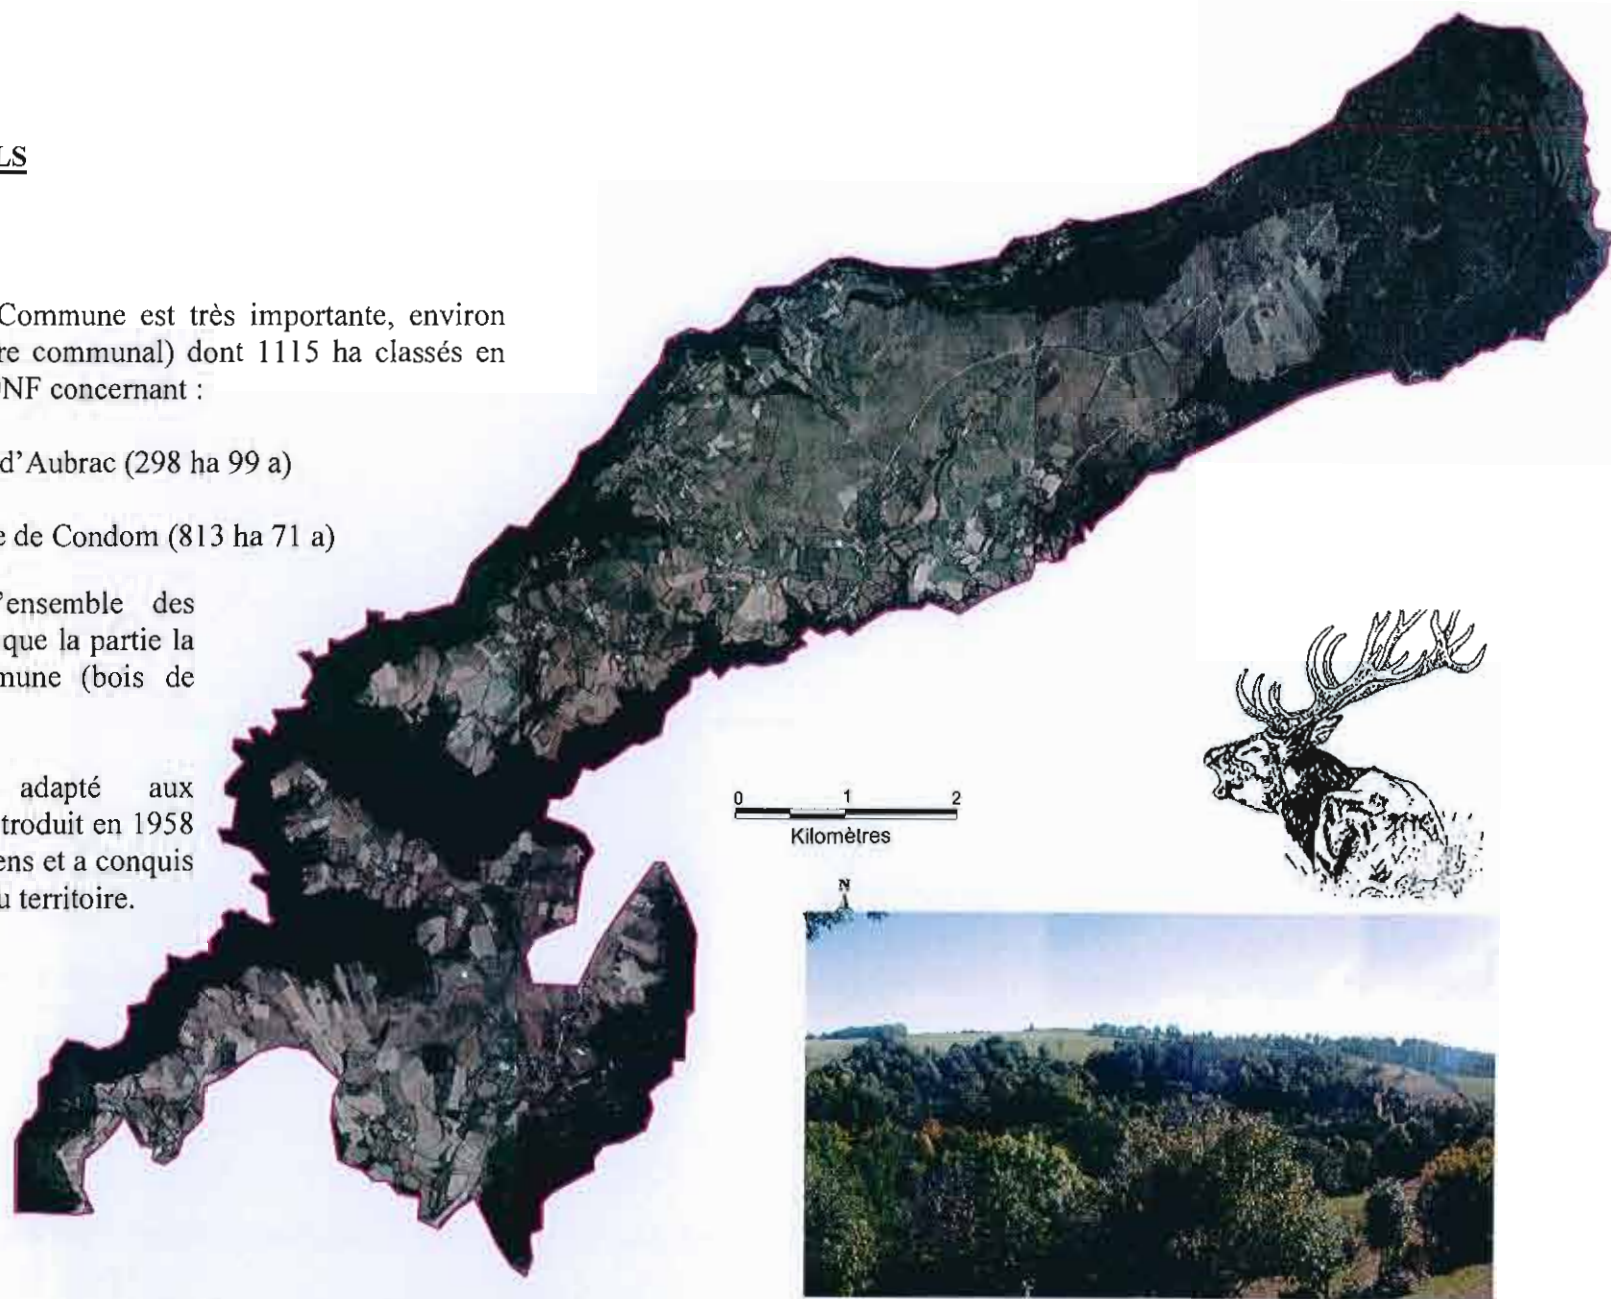 LS
Commune est très importante, environ
re communal) dont 1115 ha classés en
NF concernant :
d'Aubrac (298 ha 99 a)
e de Condom (813 ha 71 a)
'ensemble des
que la partie la
mune (bois de
adapté aux
troduit en 1958
ens et a conquis
u territoire.
0 1 2
Kilomètres
N